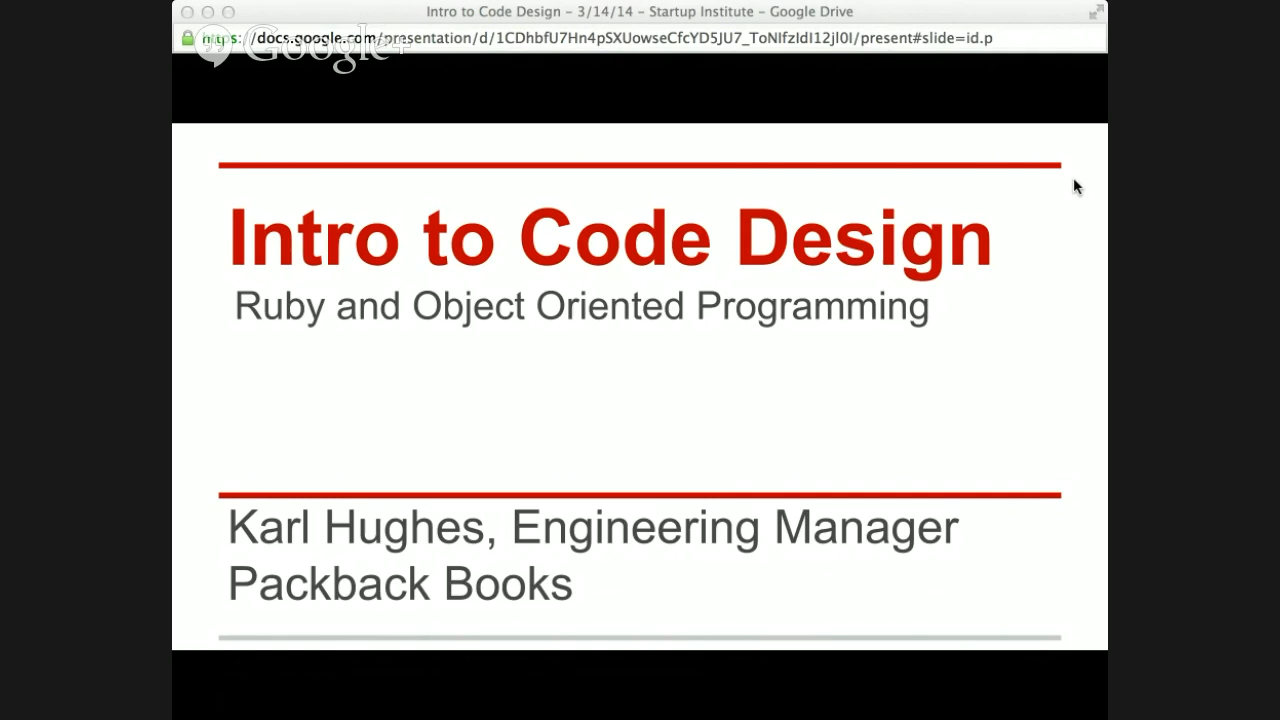 Intro to Code Design – 3/14/14 – Startup Institute – Google Drive
https://docs.google.com/presentation/d/1CDhbfU7Hn4pSXUowseCfcYD5JU7_ToNIfzIdI12jI0I/present#slide=id.p
Google+
Intro to Code Design
Ruby and Object Oriented Programming
Karl Hughes, Engineering Manager
Packback Books